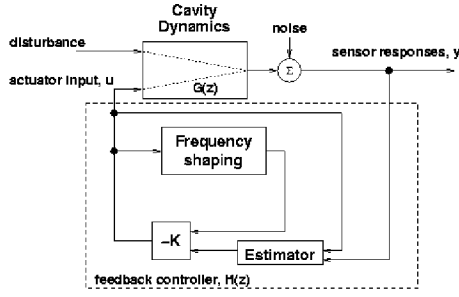 Cavity
Dynamics
noise
disturbance
sensor responses, y
actuator input, u
G(z)
Σ
Frequency
shaping
-K
Estimator
feedback controller, H(z)